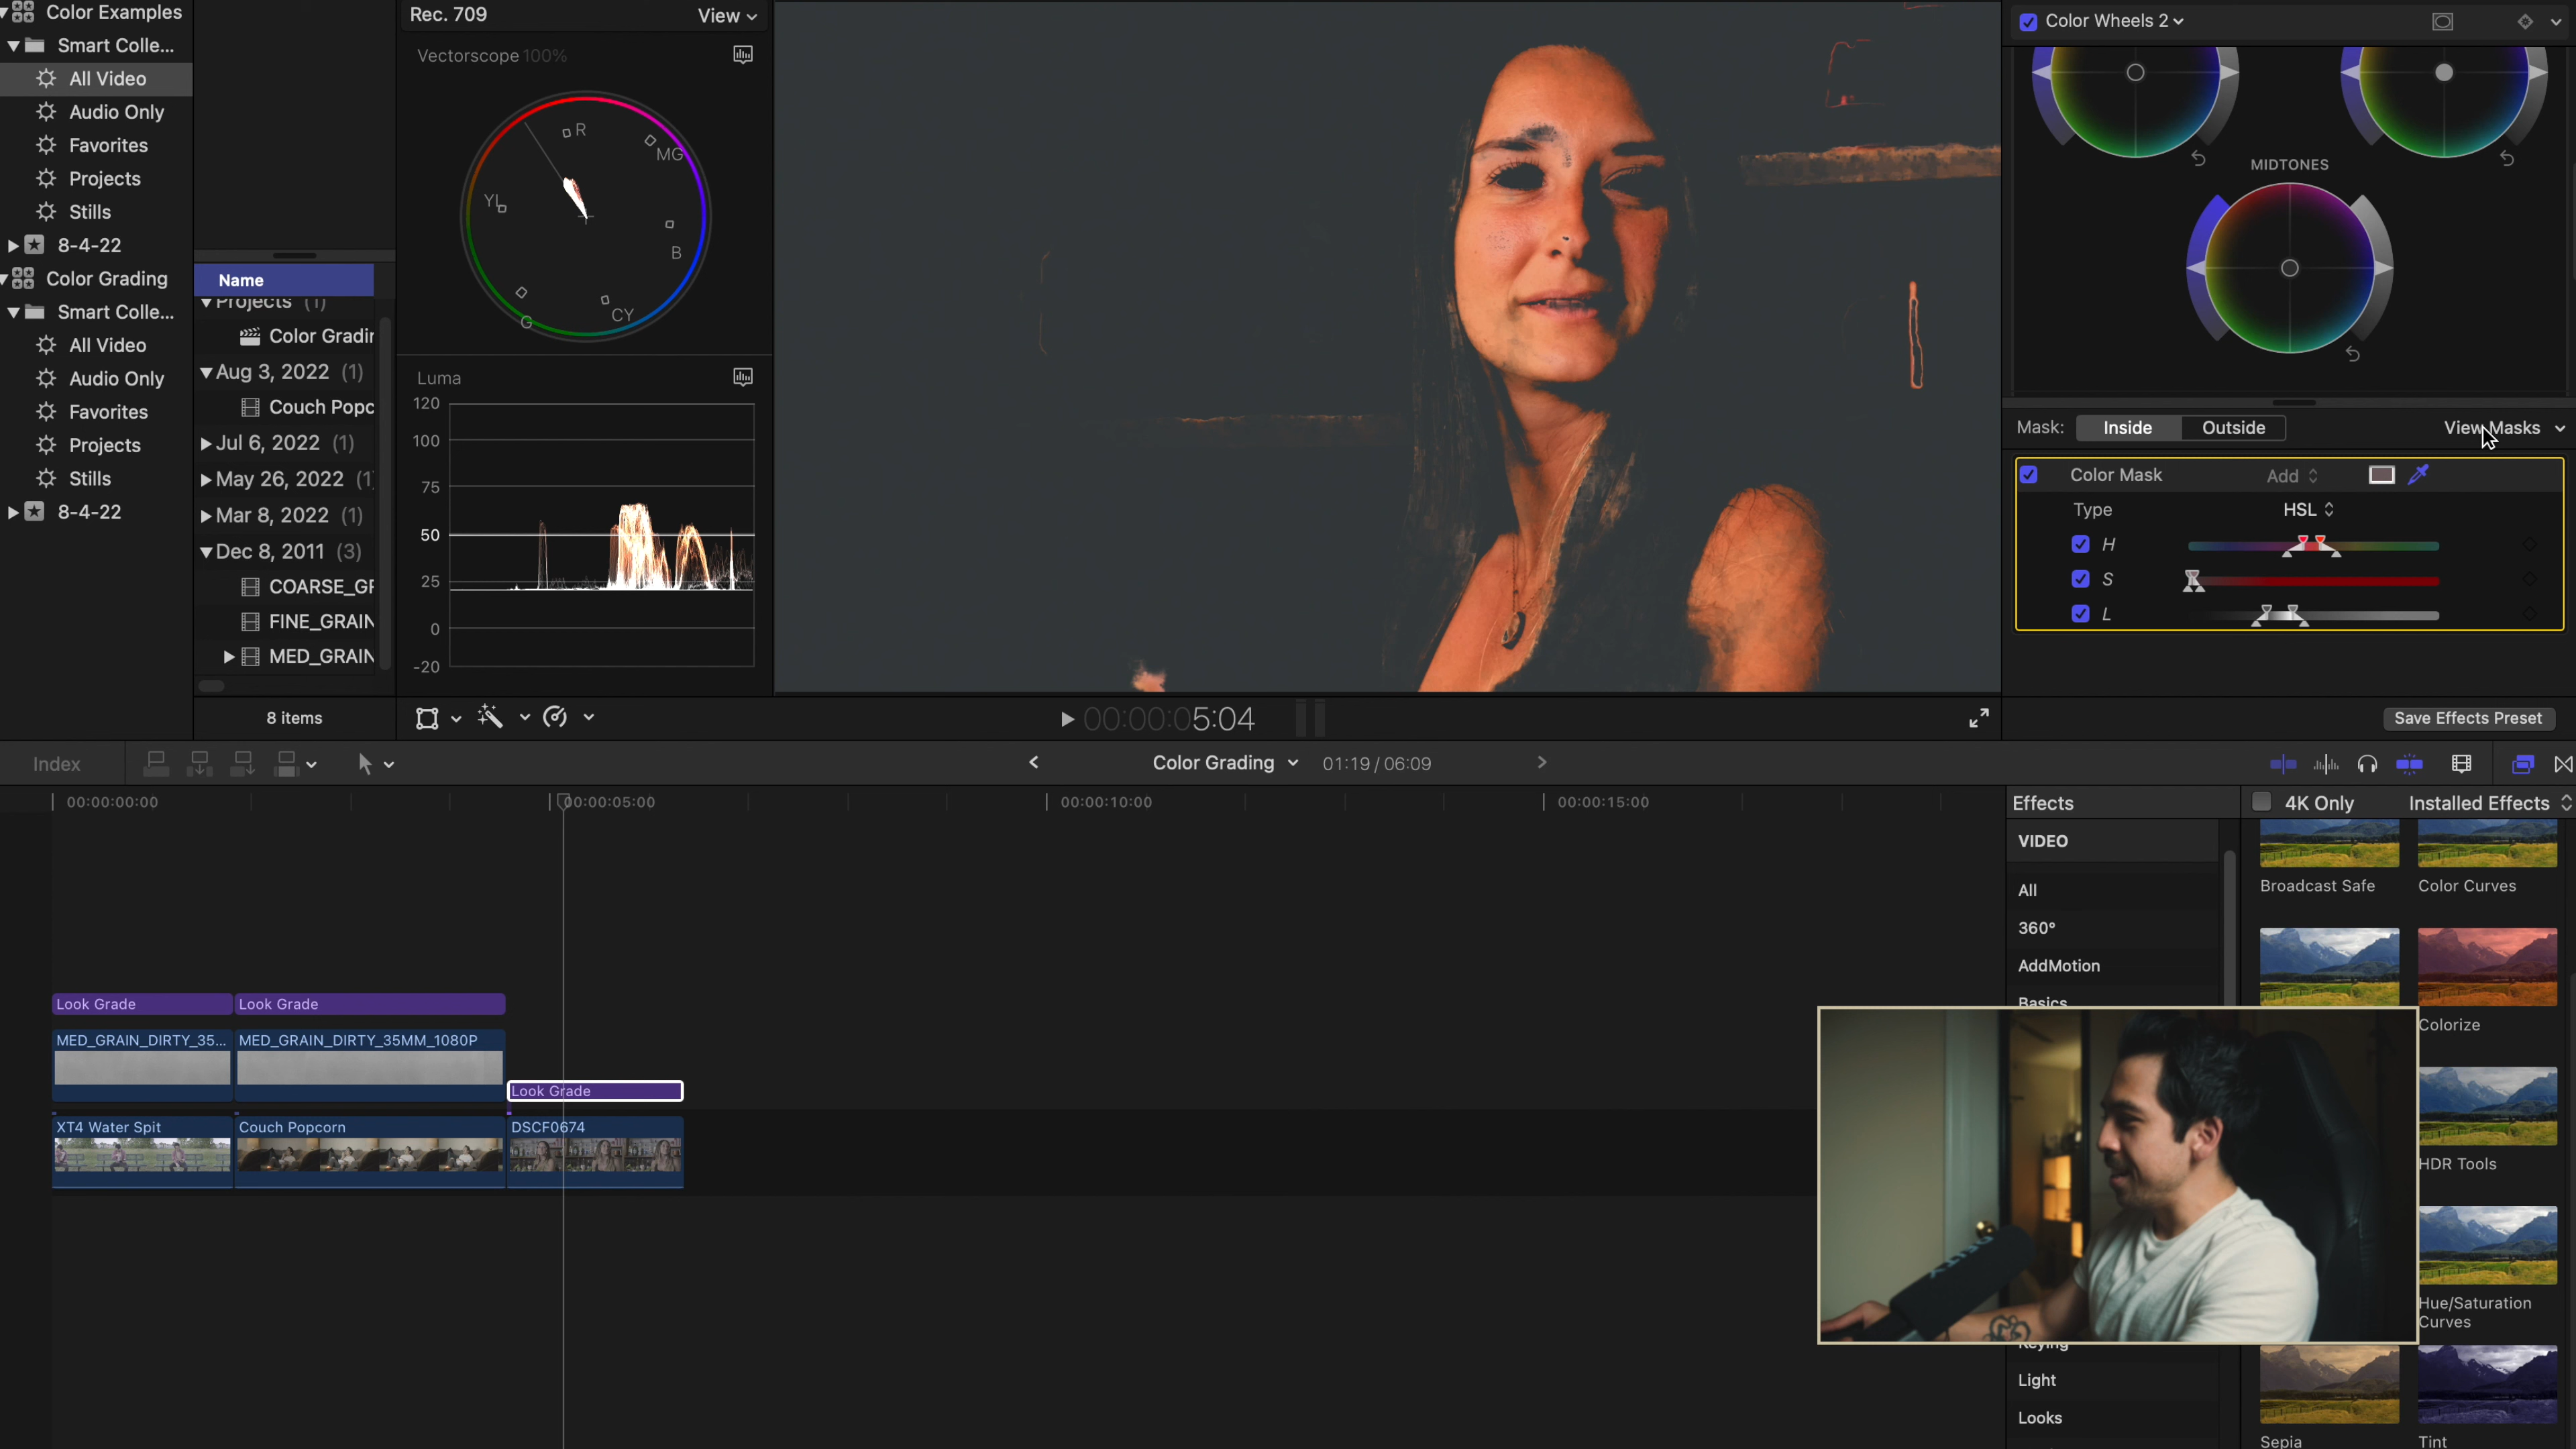 Color Examples
Smart Colle...
All Video
Audio Only
Favorites
Projects
Stills
8-4-22
Color Grading
Smart Colle...
All Video
Audio Only
Favorites
Projects
Stills
8-4-22
Name
Projects (1)
Color Gradin
Aug 3, 2022 (1)
Couch Popc
Jul 6, 2022 (1)
May 26, 2022 (1)
Mar 8, 2022 (1)
Dec 8, 2011 (3)
COARSE_GR
FINE_GRAIN
MED_GRAIN
8 items
Rec. 709
View
Vectorscope 100%
R
MG
B
CY
G
YL
Luma
120
100
75
50
25
0
-20
00:00:05:04
Color Wheels 2
MIDTONES
Mask: Inside Outside
View Masks
Color Mask
Add
Type
HSL
H
S
L
Save Effects Preset
Index
Color Grading
01:19 / 06:09
00:00:00:00
00:00:05:00
00:00:10:00
00:00:15:00
Look Grade
Look Grade
MED_GRAIN_DIRTY_35...
MED_GRAIN_DIRTY_35MM_1080P
Look Grade
XT4 Water Spit
Couch Popcorn
DSCF0674
Effects
4K Only
Installed Effects
VIDEO
All
360°
AddMotion
Basics
Keying
Light
Looks
Broadcast Safe
Color Curves
Colorize
HDR Tools
Hue/Saturation
Curves
Sepia
Tint